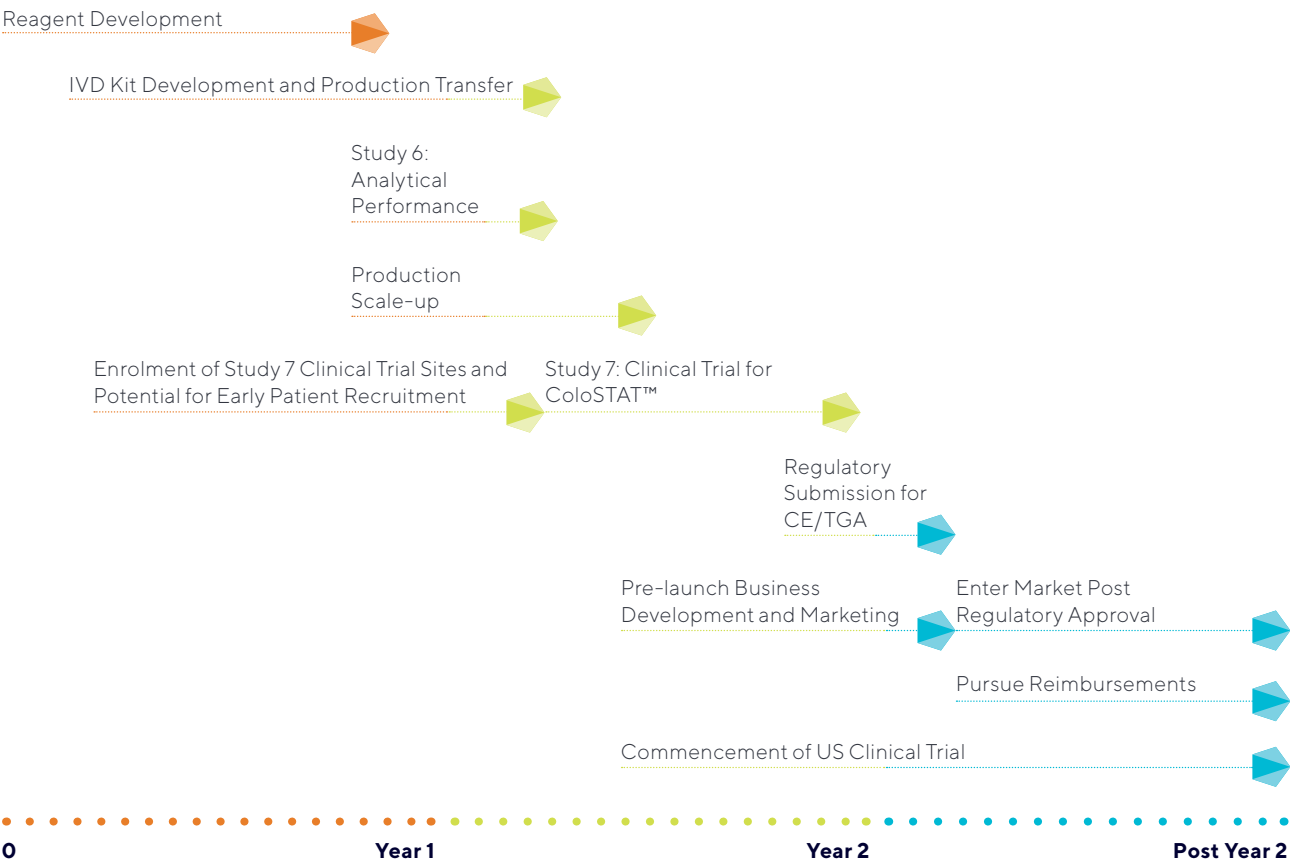 Reagent Development
IVD Kit Development and Production Transfer
Study 6:
Analytical
Performance
Production
Scale-up
Enrolment of Study 7 Clinical Trial Sites and
Potential for Early Patient Recruitment
Study 7: Clinical Trial for
ColoSTAT™
Regulatory
Submission for
CE/TGA
Pre-launch Business
Development and Marketing
Enter Market Post
Regulatory Approval
Pursue Reimbursements
Commencement of US Clinical Trial
0
Year 1
Year 2
Post Year 2